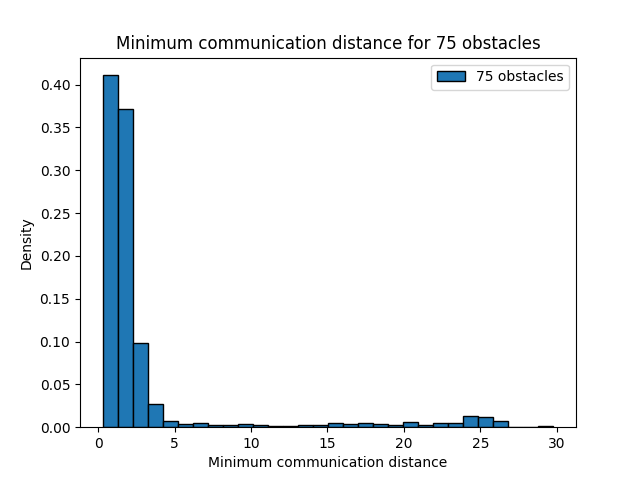 Minimum communication distance for 75 obstacles
75 obstacles
0.40
0.35
0.30
0.25
0.20
0.15
0.10
0.05
0.00
Density
0 5 10 15 20 25 30
Minimum communication distance